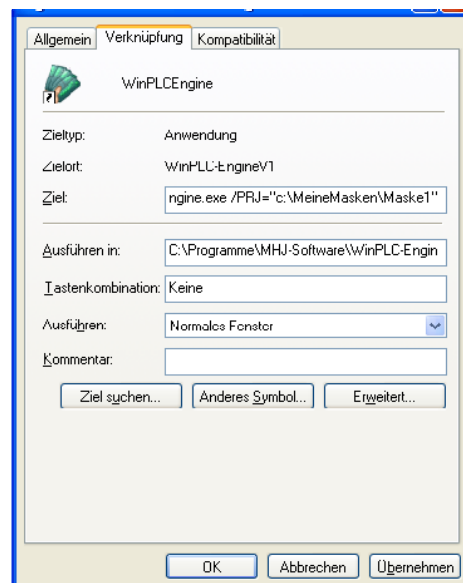 Allgemein Verknüpfung Kompatibilität
WinPLCEngine
Zieltyp: Anwendung
Zielort: WinPLC-EngineV1
Ziel: ngine.exe /PRJ="c:\MeineMasken\Maske1"
Ausführen in: C:\Programme\MHJ-Software\WinPLC-Engin
Tastenkombination: Keine
Ausführen: Normales Fenster
Kommentar:
Ziel suchen... Anderes Symbol... Erweitert...
OK Abbrechen Übernehmen